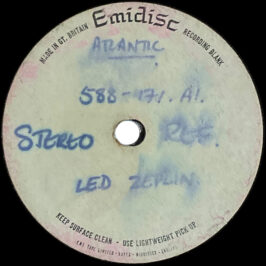 Emidisc
MADE IN GT. BRITAIN
RECORDING BLANK
ATLANTIC
588-171. A1.
STEREO
LED ZEPLIN.
KEEP SURFACE CLEAN - USE LIGHTWEIGHT PICK UP